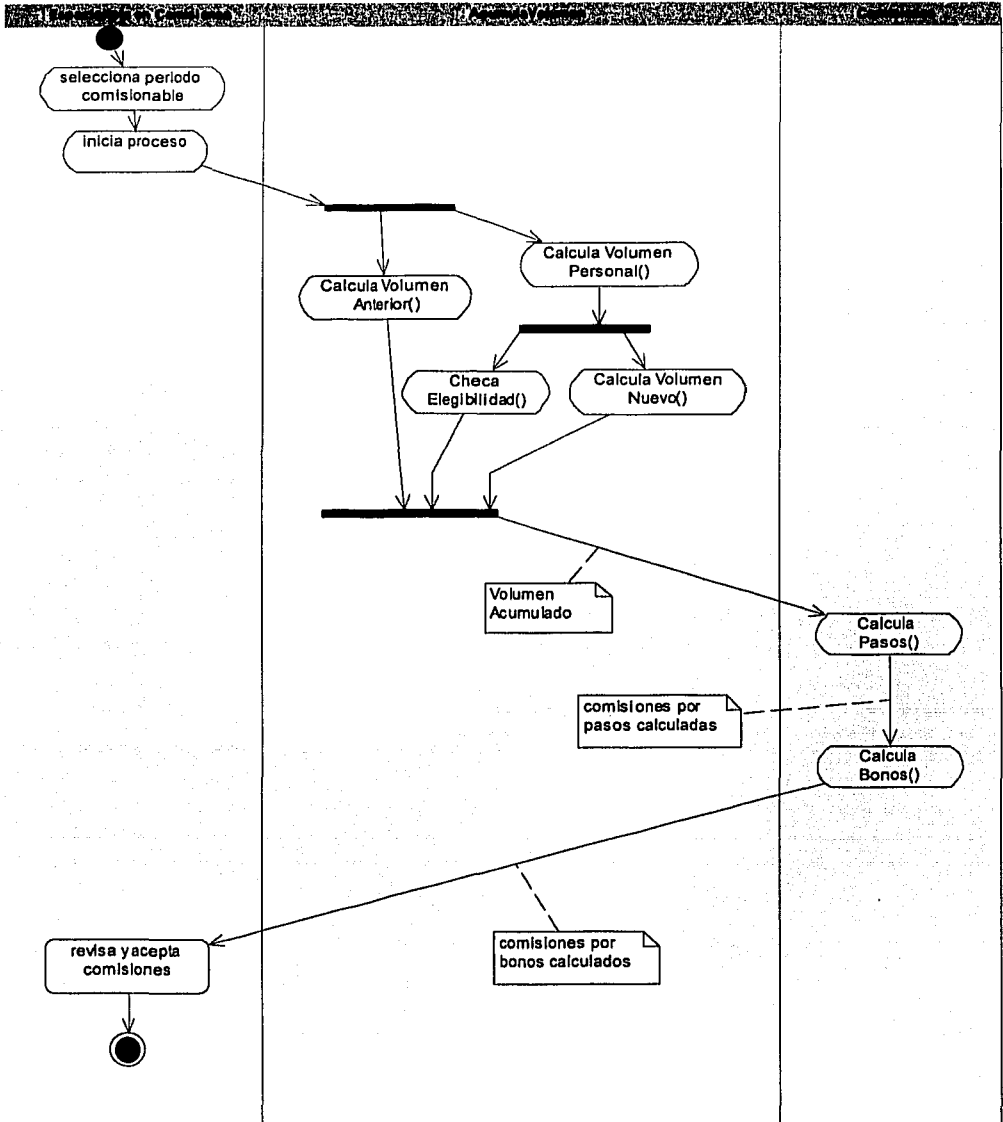 selecciona periodo
comisionable
inicia proceso
Calcula Volumen
Personal()
Calcula Volumen
Anterior()
Checa
Elegibilidad()
Calcula Volumen
Nuevo()
Volumen
Acumulado
Calcula
Pasos()
comisiones por
pasos calculadas
Calcula
Bonos()
revisa y acepta
comisiones
comisiones por
bonos calculados